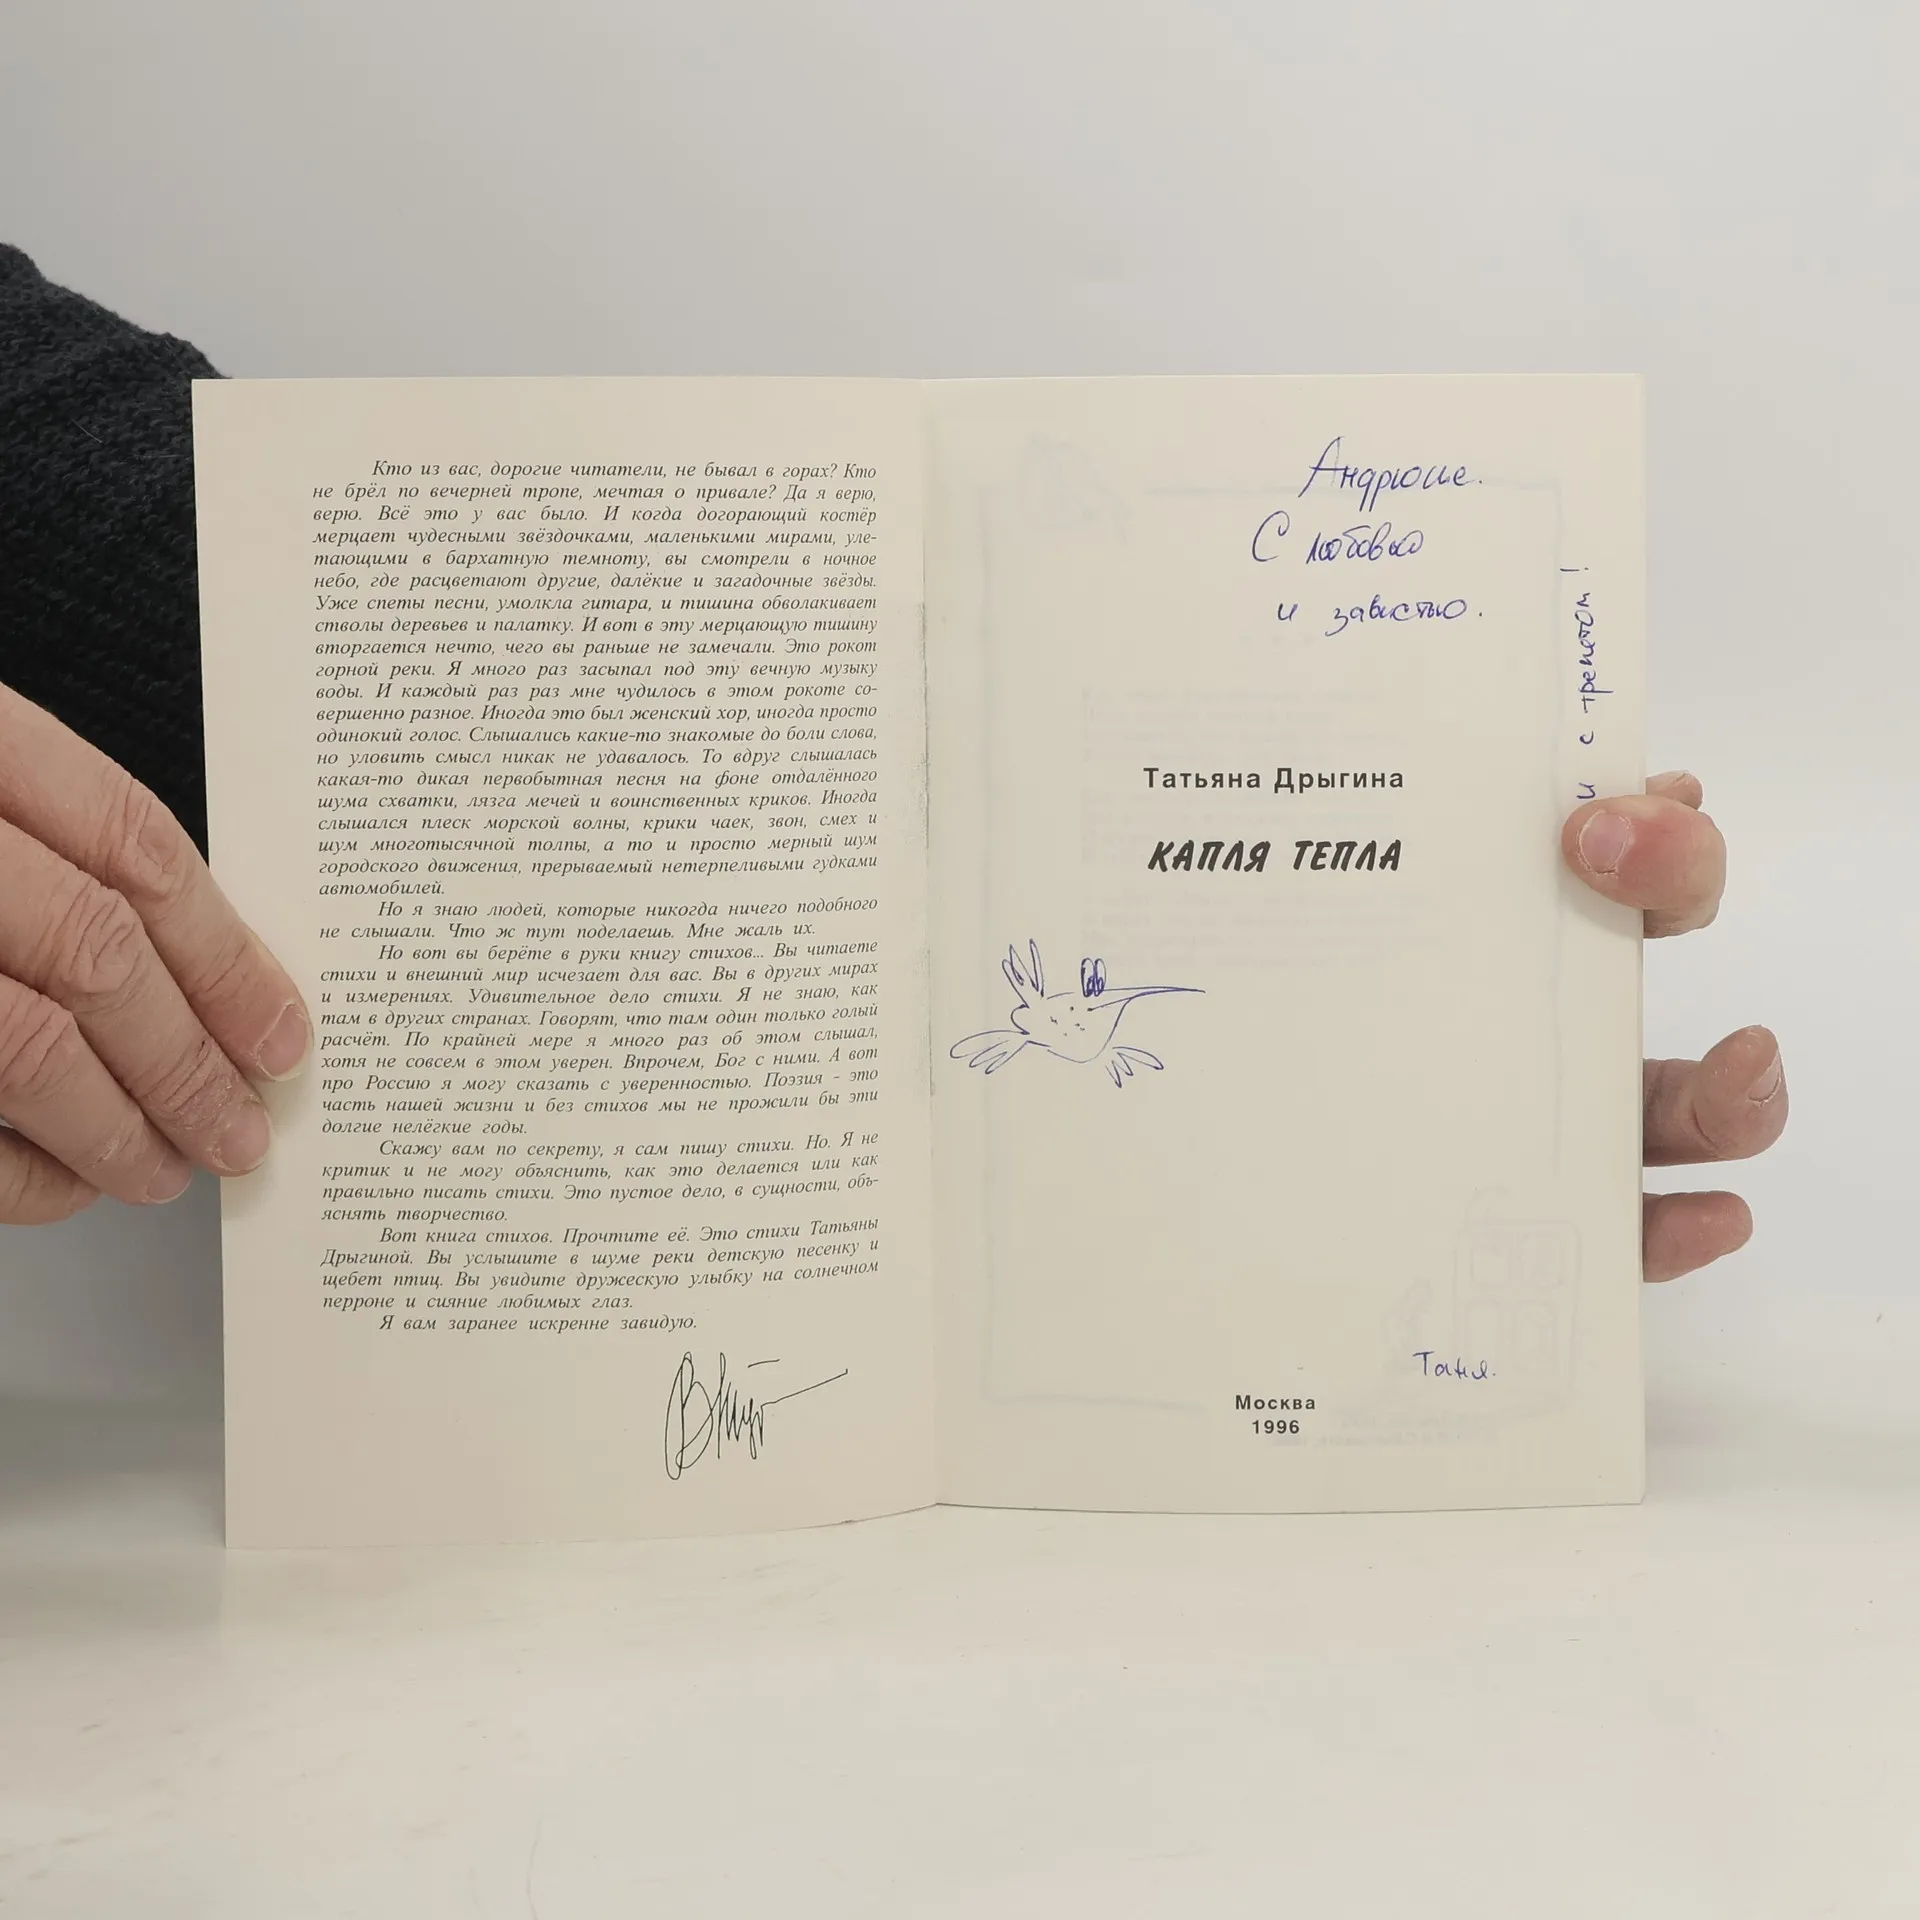 Кто из вас, дорогие читатели, не бывал в горах? Кто
не брёл по вечерней тропе, мечтая о привале? Да я верю,
верю. Всё это у вас было. И когда догорающий костёр
мерцает чудесными звёздочками, маленькими мирами, уле-
тающими в бархатную темноту, вы смотрели в ночное
небо, где расцветают другие, далёкие и загадочные звёзды.
Уже спеты песни, умолкла гитара, и тишина обволакивает
стволы деревьев и палатку. И вот в эту мерцающую тишину
вторгается нечто, чего вы раньше не замечали. Это рокот
горной реки. Я много раз засыпал под эту вечную музыку
воды. И каждый раз раз мне чудилось в этом рокоте со-
вершенно разное. Иногда это был женский хор, иногда просто
одинокий голос. Слышались какие-то знакомые до боли слова,
но уловить смысл никак не удавалось. То вдруг слышалась
какая-то дикая первобытная песня на фоне отдалённого
шума схватки, лязга мечей и воинственных криков. Иногда
слышался плеск морской волны, крики чаек, звон, смех и
шум многотысячной толпы, а то и просто мерный шум
городского движения, прерываемый нетерпеливыми гудками
автомобилей.
Но я знаю людей, которые никогда ничего подобного
не слышали. Что ж тут поделаешь. Мне жаль их.
Но вот вы берёте в руки книгу стихов... Вы читаете
стихи и внешний мир исчезает для вас. Вы в других мирах
и измерениях. Удивительное дело стихи. Я не знаю, как
там в других странах. Говорят, что там один только голый
расчёт. По крайней мере я много раз об этом слышал,
хотя не совсем в этом уверен. Впрочем, Бог с ними. А вот
про Россию я могу сказать с уверенностью. Поэзия - это
часть нашей жизни и без стихов мы не прожили бы эти
долгие нелёгкие годы.
Скажу вам по секрету, я сам пишу стихи. Но. Я не
критик и не могу объяснить, как это делается или как
правильно писать стихи. Это пустое дело, в сущности, объ-
яснять творчество.
Вот книга стихов. Прочтите её. Это стихи Татьяны
Дрыгиной. Вы услышите в шуме реки детскую песенку и
щебет птиц. Вы увидите дружескую улыбку на солнечном
перроне и сияние любимых глаз.
Я вам заранее искренне завидую.
Андрюше.
С любовью
и завистью.
и с трепетом!
Татьяна Дрыгина
КАПЛЯ ТЕПЛА
Таня.
Москва
1996